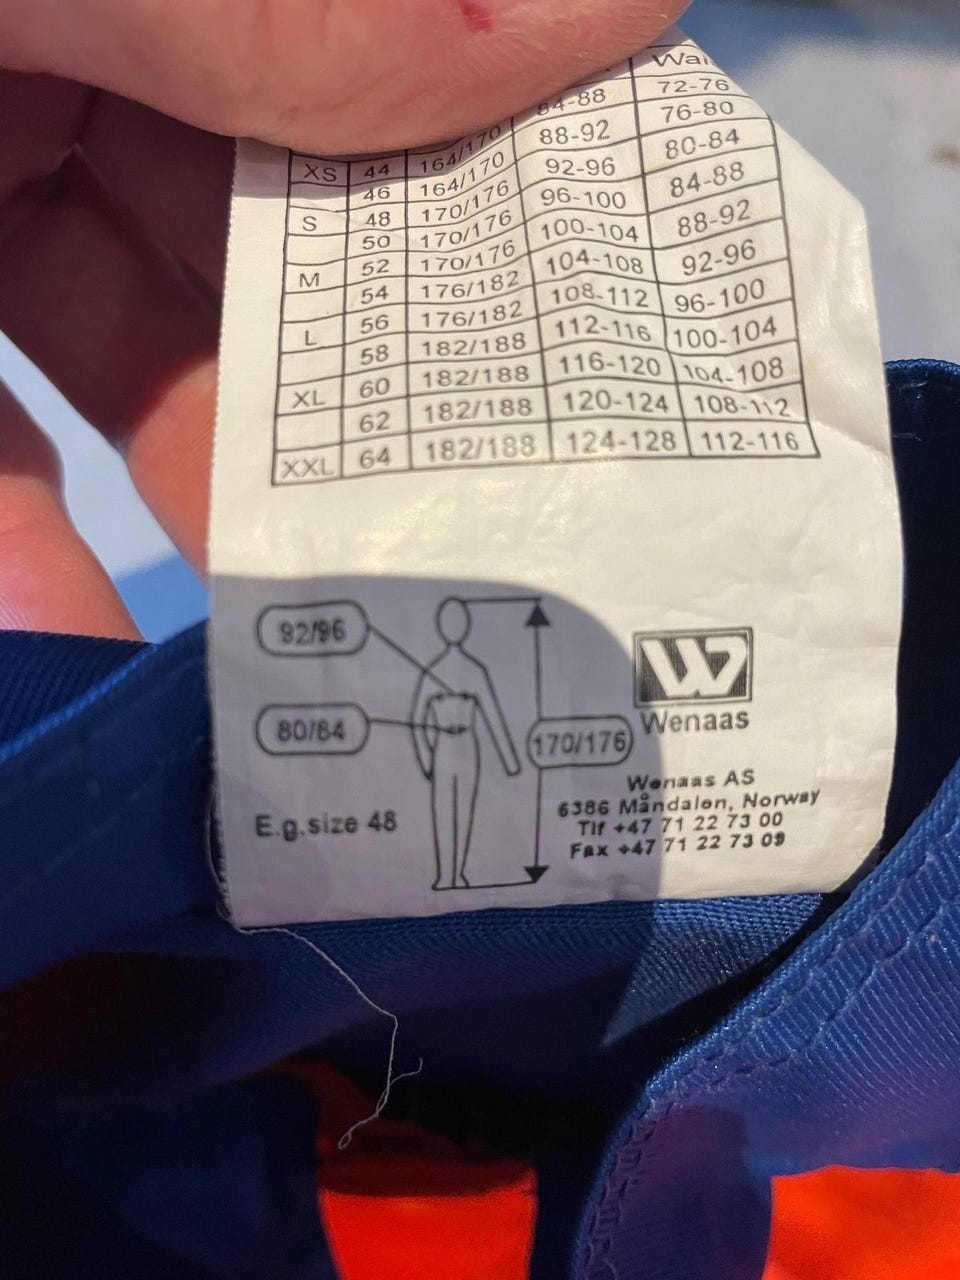 XS 44 164/170 84-88 72-76
46 164/170 88-92 76-80
S 48 170/176 92-96 80-84
50 170/176 96-100 84-88
M 52 170/176 100-104 88-92
54 176/182 104-108 92-96
L 56 176/182 108-112 96-100
58 182/188 112-116 100-104
XL 60 182/188 116-120 104-108
62 182/188 120-124 108-112
XXL 64 182/188 124-128 112-116
92/96
80/84
170/176
E.g.size 48
W
Wenaas
Wenaas AS
6386 Måndalen, Norway
Tlf +47 71 22 73 00
Fax +47 71 22 73 09